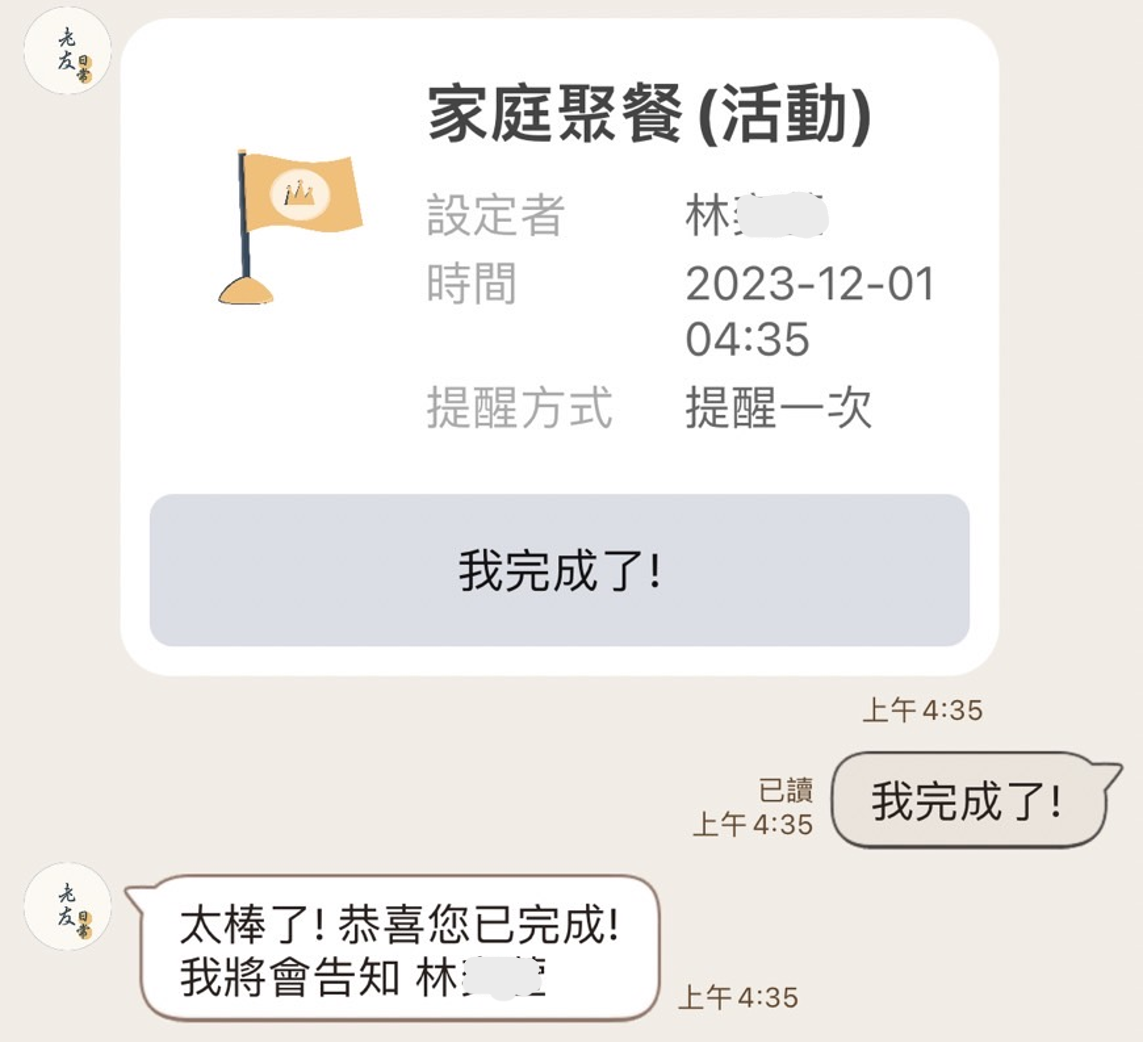 老友日常
家庭聚餐(活動)
設定者 林
時間 2023-12-01
04:35
提醒方式 提醒一次
我完成了!
上午 4:35
已讀
上午 4:35
我完成了!
老友日常
太棒了! 恭喜您已完成!
我將會告知 林
上午 4:35